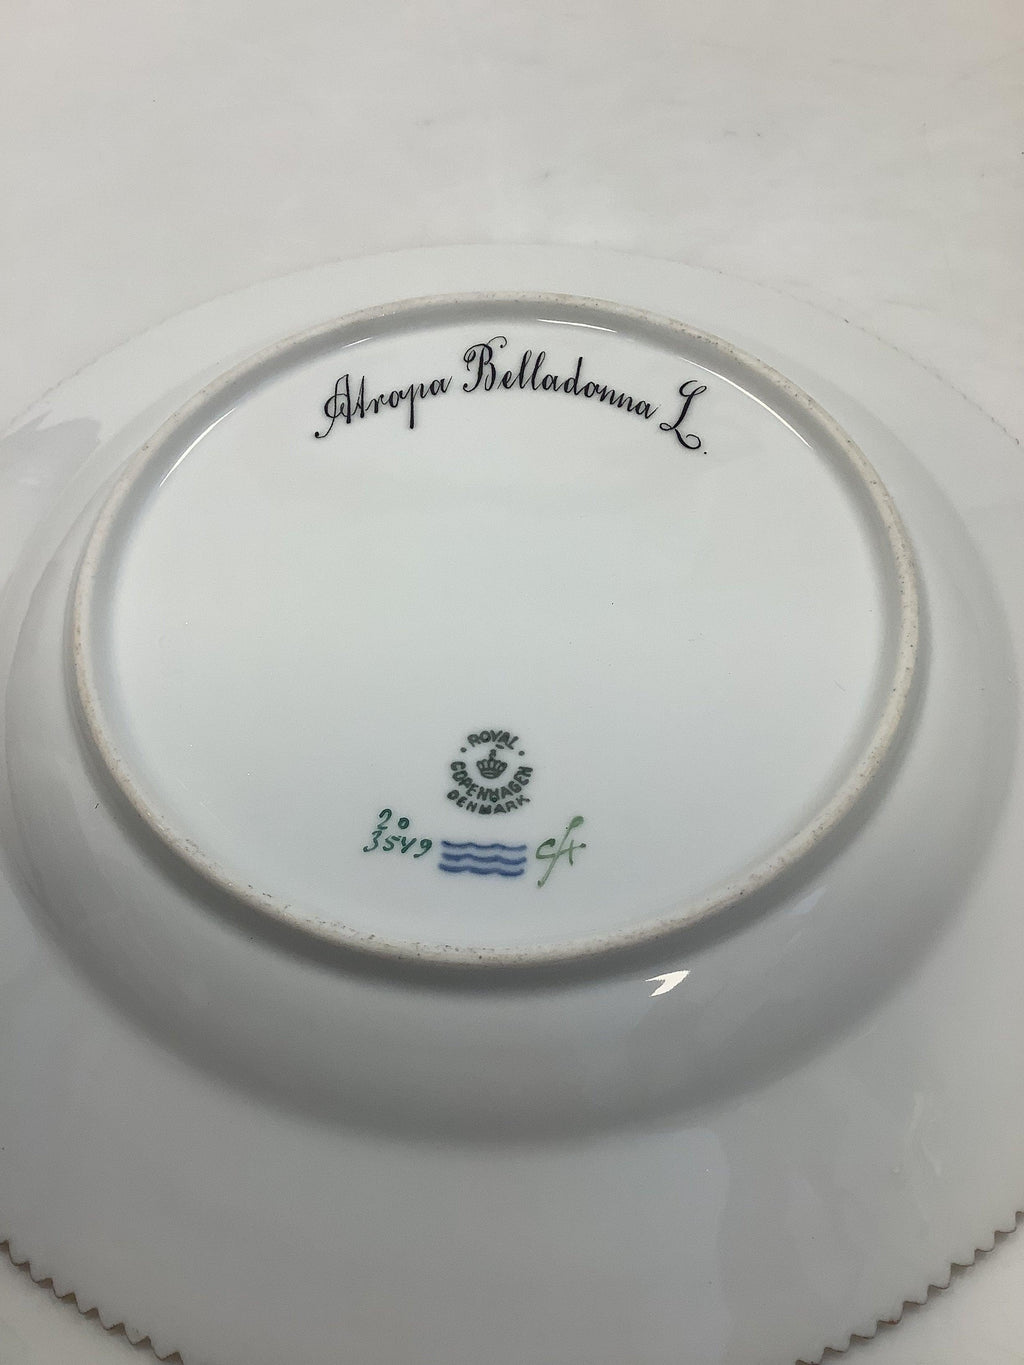 Atropa Belladonna L.
ROYAL
COPENHAGEN
DENMARK
20
3549